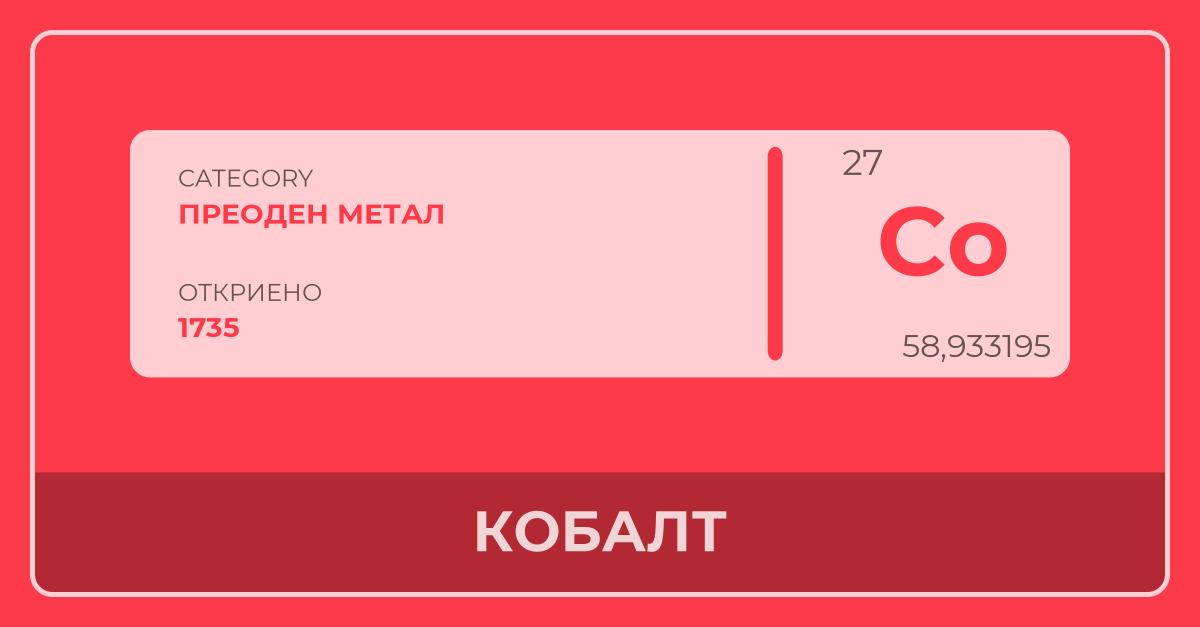 CATEGORY
ПРЕОДЕН МЕТАЛ
ОТКРИЕНО
1735
27
Co
58,933195
КОБАЛТ